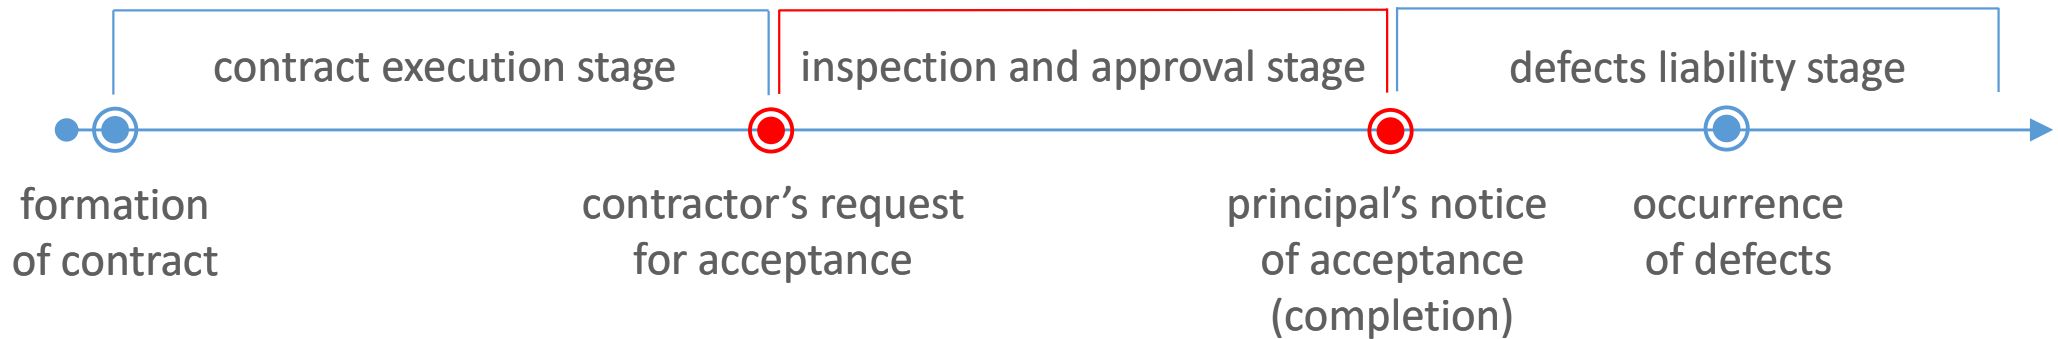 contract execution stage
inspection and approval stage
defects liability stage
formation
of contract
contractor's request
for acceptance
principal's notice
of acceptance
(completion)
occurrence
of defects